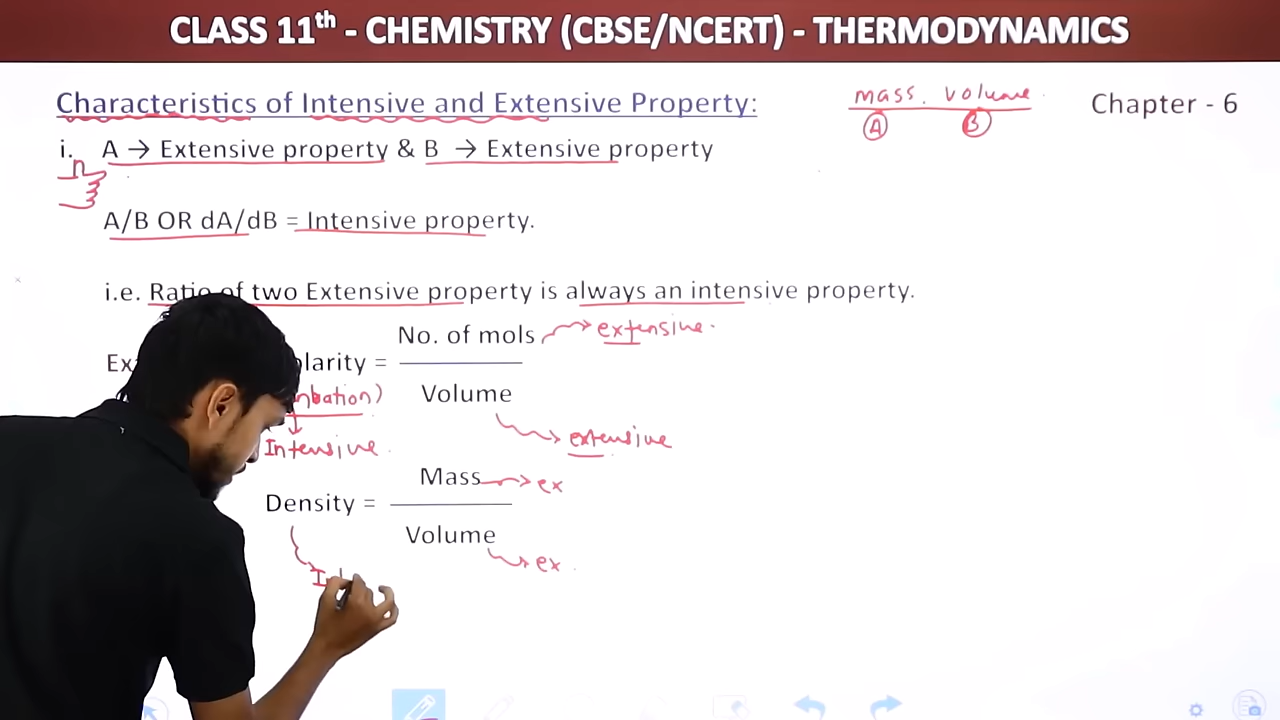 CLASS 11th - CHEMISTRY (CBSE/NCERT) - THERMODYNAMICS
Characteristics of Intensive and Extensive Property:
mass. volume.
Chapter - 6
A B
i. A → Extensive property & B → Extensive property
A/B OR dA/dB = Intensive property.
i.e. Ratio of two Extensive property is always an intensive property.
No. of mols → extensive.
=
Volume
→ extensive
Intensive
Mass → ex
Density =
Volume
→ ex